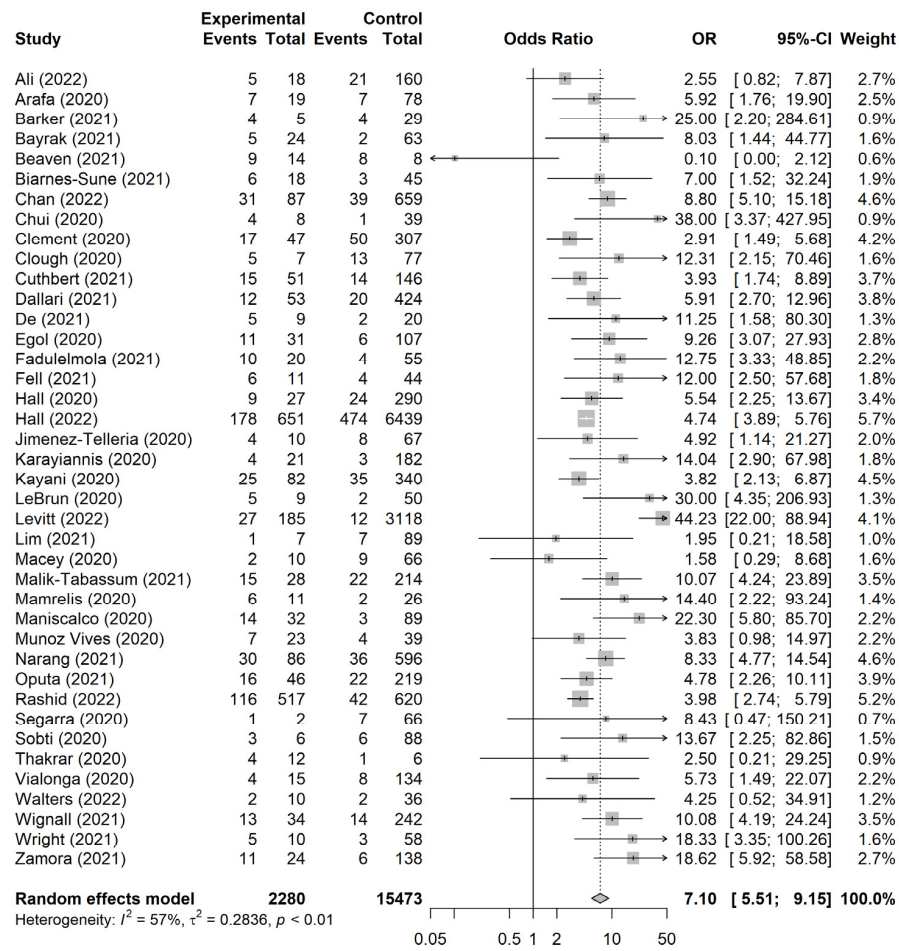 Experimental Control
Study Events Total Events Total Odds Ratio OR 95%-CI Weight
Ali (2022) 5 18 21 160 2.55 [ 0.82; 7.87] 2.7%
Arafa (2020) 7 19 7 78 5.92 [ 1.76; 19.90] 2.5%
Barker (2021) 4 5 4 29 25.00 [ 2.20; 284.61] 0.9%
Bayrak (2021) 5 24 2 63 8.03 [ 1.44; 44.77] 1.6%
Beaven (2021) 9 14 8 8 0.10 [ 0.00; 2.12] 0.6%
Biarnes-Sune (2021) 6 18 3 45 7.00 [ 1.52; 32.24] 1.9%
Chan (2022) 31 87 39 659 8.80 [ 5.10; 15.18] 4.6%
Chui (2020) 4 8 1 39 38.00 [ 3.37; 427.95] 0.9%
Clement (2020) 17 47 50 307 2.91 [ 1.49; 5.68] 4.2%
Clough (2020) 5 7 13 77 12.31 [ 2.15; 70.46] 1.6%
Cuthbert (2021) 15 51 14 146 3.93 [ 1.74; 8.89] 3.7%
Dallari (2021) 12 53 20 424 5.91 [ 2.70; 12.96] 3.8%
De (2021) 5 9 2 20 11.25 [ 1.58; 80.30] 1.3%
Egol (2020) 11 31 6 107 9.26 [ 3.07; 27.93] 2.8%
Fadulelmola (2021) 10 20 4 55 12.75 [ 3.33; 48.85] 2.2%
Fell (2021) 6 11 4 44 12.00 [ 2.50; 57.68] 1.8%
Hall (2020) 9 27 24 290 5.54 [ 2.25; 13.67] 3.4%
Hall (2022) 178 651 474 6439 4.74 [ 3.89; 5.76] 5.7%
Jimenez-Telleria (2020) 4 10 8 67 4.92 [ 1.14; 21.27] 2.0%
Karayiannis (2020) 4 21 3 182 14.04 [ 2.90; 67.98] 1.8%
Kayani (2020) 25 82 35 340 3.82 [ 2.13; 6.87] 4.5%
LeBrun (2020) 5 9 2 50 30.00 [ 4.35; 206.93] 1.3%
Levitt (2022) 27 185 12 3118 44.23 [22.00; 88.94] 4.1%
Lim (2021) 1 7 7 89 1.95 [ 0.21; 18.58] 1.0%
Macey (2020) 2 10 9 66 1.58 [ 0.29; 8.68] 1.6%
Malik-Tabassum (2021) 15 28 22 214 10.07 [ 4.24; 23.89] 3.5%
Mamrelis (2020) 6 11 2 26 14.40 [ 2.22; 93.24] 1.4%
Maniscalco (2020) 14 32 3 89 22.30 [ 5.80; 85.70] 2.2%
Munoz Vives (2020) 7 23 4 39 3.83 [ 0.98; 14.97] 2.2%
Narang (2021) 30 86 36 596 8.33 [ 4.77; 14.54] 4.6%
Oputa (2021) 16 46 22 219 4.78 [ 2.26; 10.11] 4.0%
Rashid (2022) 116 517 42 620 3.98 [ 2.74; 5.79] 5.2%
Segarra (2020) 1 2 7 66 8.43 [ 0.47; 150.21] 0.7%
Sobti (2020) 3 6 6 88 13.67 [ 2.25; 82.86] 1.5%
Thakrar (2020) 4 12 1 6 2.50 [ 0.21; 29.25] 0.9%
Vialonga (2020) 4 15 8 134 5.73 [ 1.49; 22.07] 2.2%
Walters (2022) 2 10 2 36 4.25 [ 0.52; 34.91] 1.2%
Wignall (2021) 13 34 14 242 10.08 [ 4.19; 24.24] 3.5%
Wright (2021) 5 10 3 58 18.33 [ 3.35; 100.26] 1.6%
Zamora (2021) 11 24 6 138 18.62 [ 5.92; 58.58] 2.7%
Random effects model 2280 15473 7.10 [ 5.51; 9.15] 100.0%
Heterogeneity: I² = 57%, τ² = 0.2836, p < 0.01
0.05 0.5 1 2 10 50